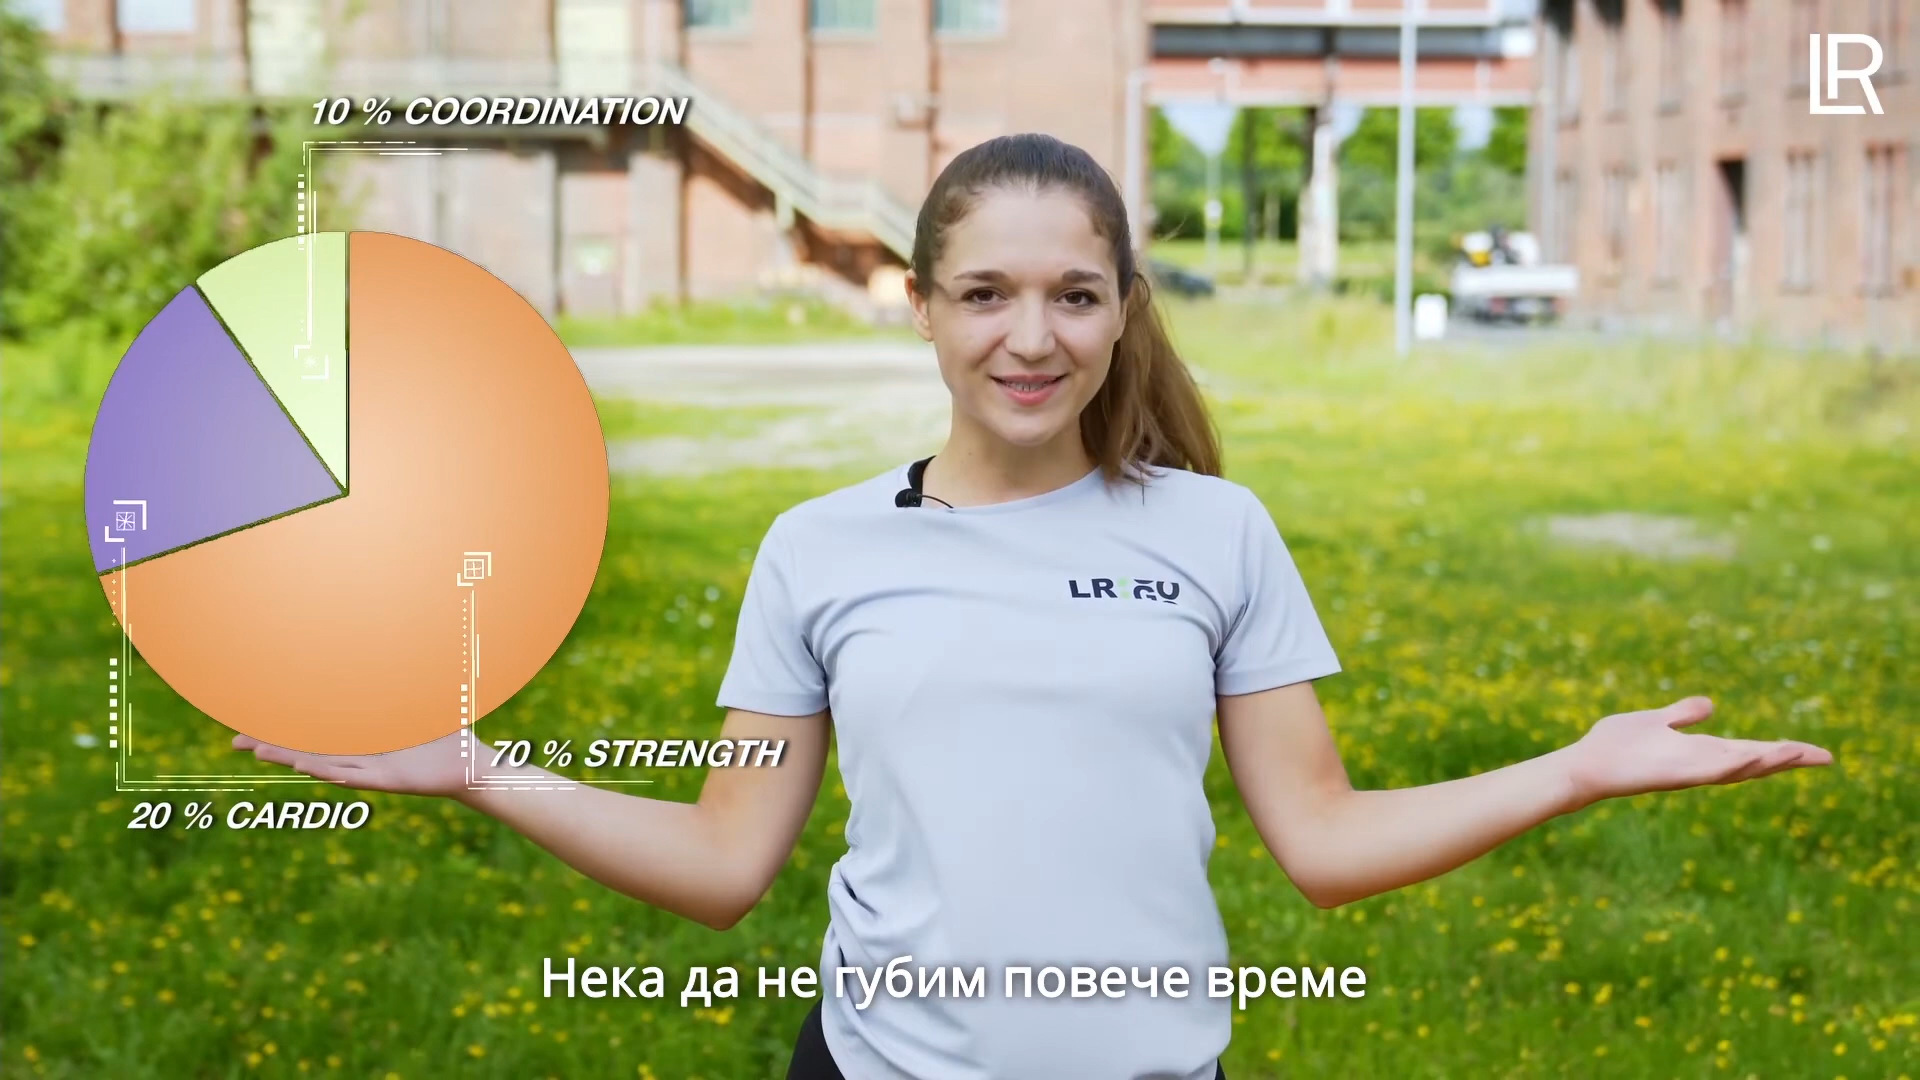 LR
10 % COORDINATION
LR:GO
70 % STRENGTH
20 % CARDIO
Нека да не губим повече време